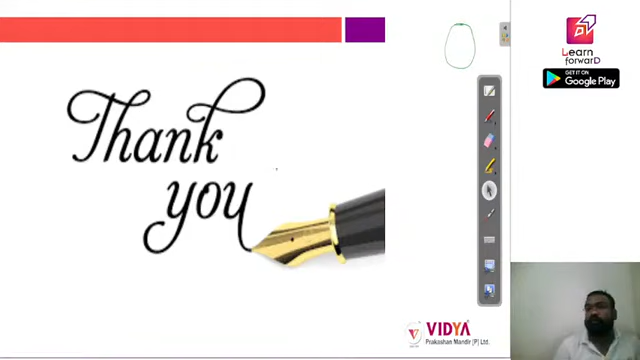 Thank
you
Learn
forwarD
GET IT ON
Google Play
VIDYA
Prakashan Mandir [P] Ltd.